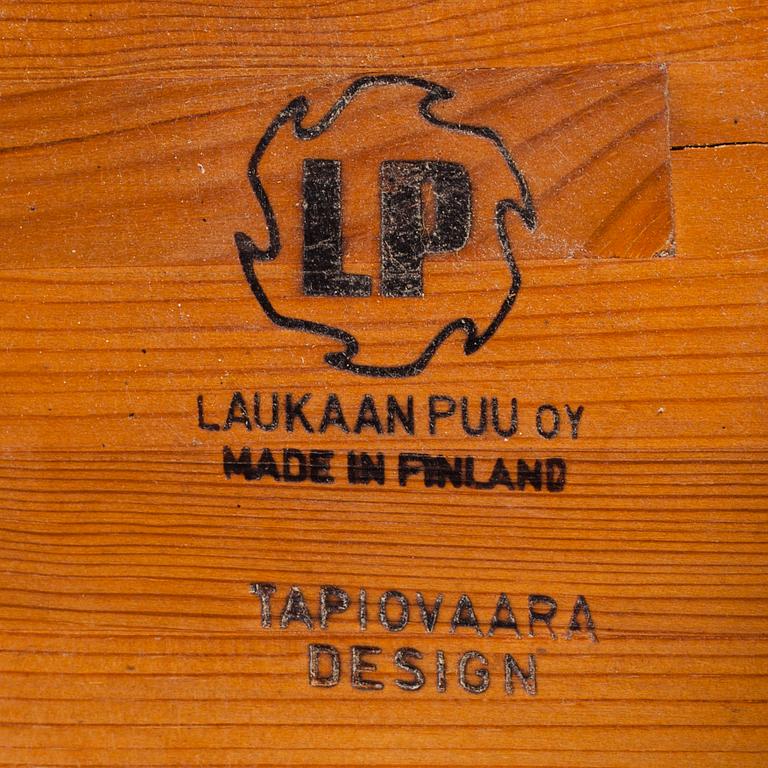 LP
LAUKAAN PUU OY
MADE IN FINLAND
TAPIOVAARA
DESIGN